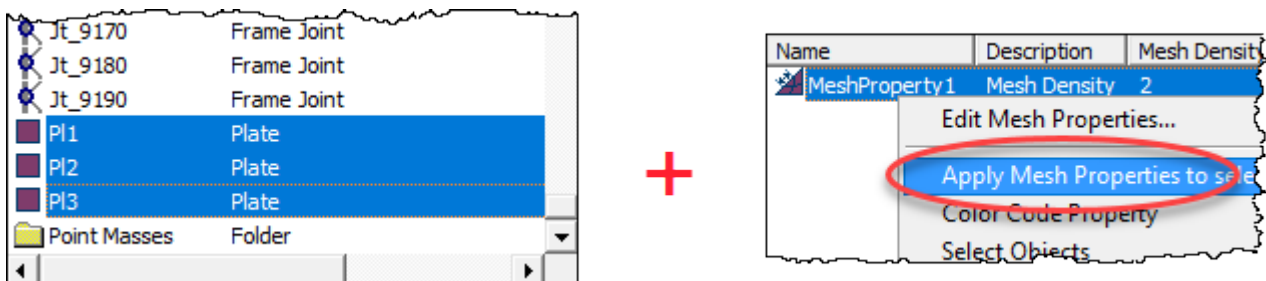 Jt_9170 Frame Joint
Jt_9180 Frame Joint
Jt_9190 Frame Joint
Pl1 Plate
Pl2 Plate
Pl3 Plate
Point Masses Folder
+
Name Description Mesh Density
MeshProperty1 Mesh Density 2
Edit Mesh Properties...
Apply Mesh Properties to sele
Color Code Property
Select Objects